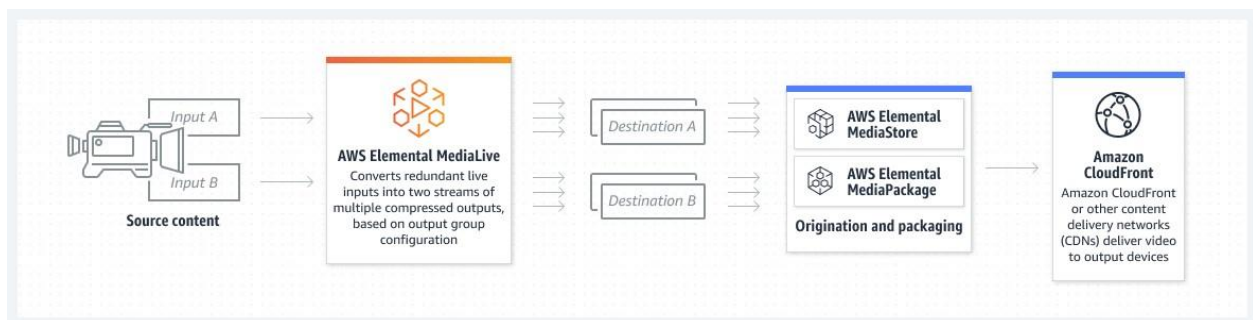 Input A
Input B
Source content
AWS Elemental MediaLive
Converts redundant live
inputs into two streams of
multiple compressed outputs,
based on output group
configuration
Destination A
Destination B
AWS Elemental
MediaStore
AWS Elemental
MediaPackage
Origination and packaging
Amazon
CloudFront
Amazon CloudFront
or other content
delivery networks
(CDNs) deliver video
to output devices